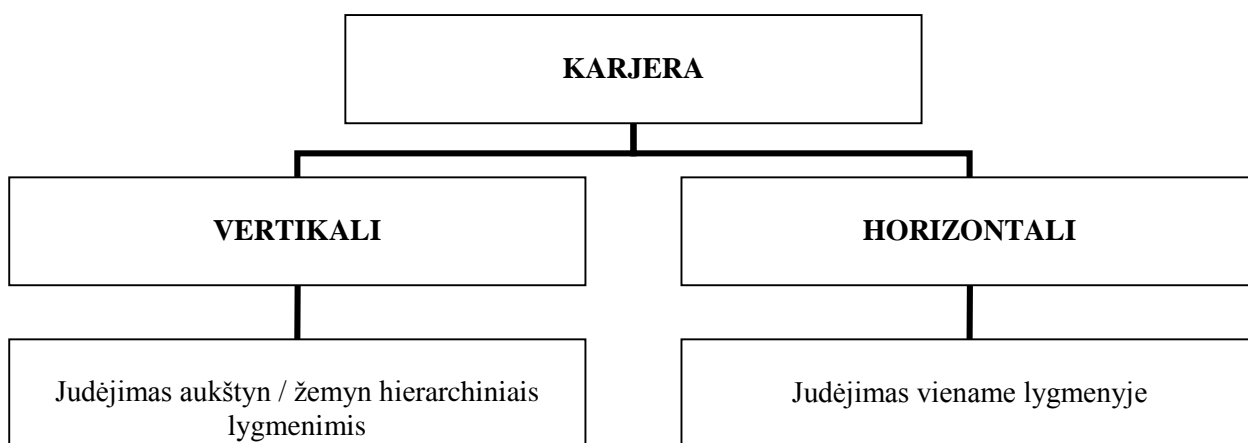 KARJERA
VERTIKALI
HORIZONTALI
Judėjimas aukštyn / žemyn hierarchiniais
lygmenimis
Judėjimas viename lygmenyje